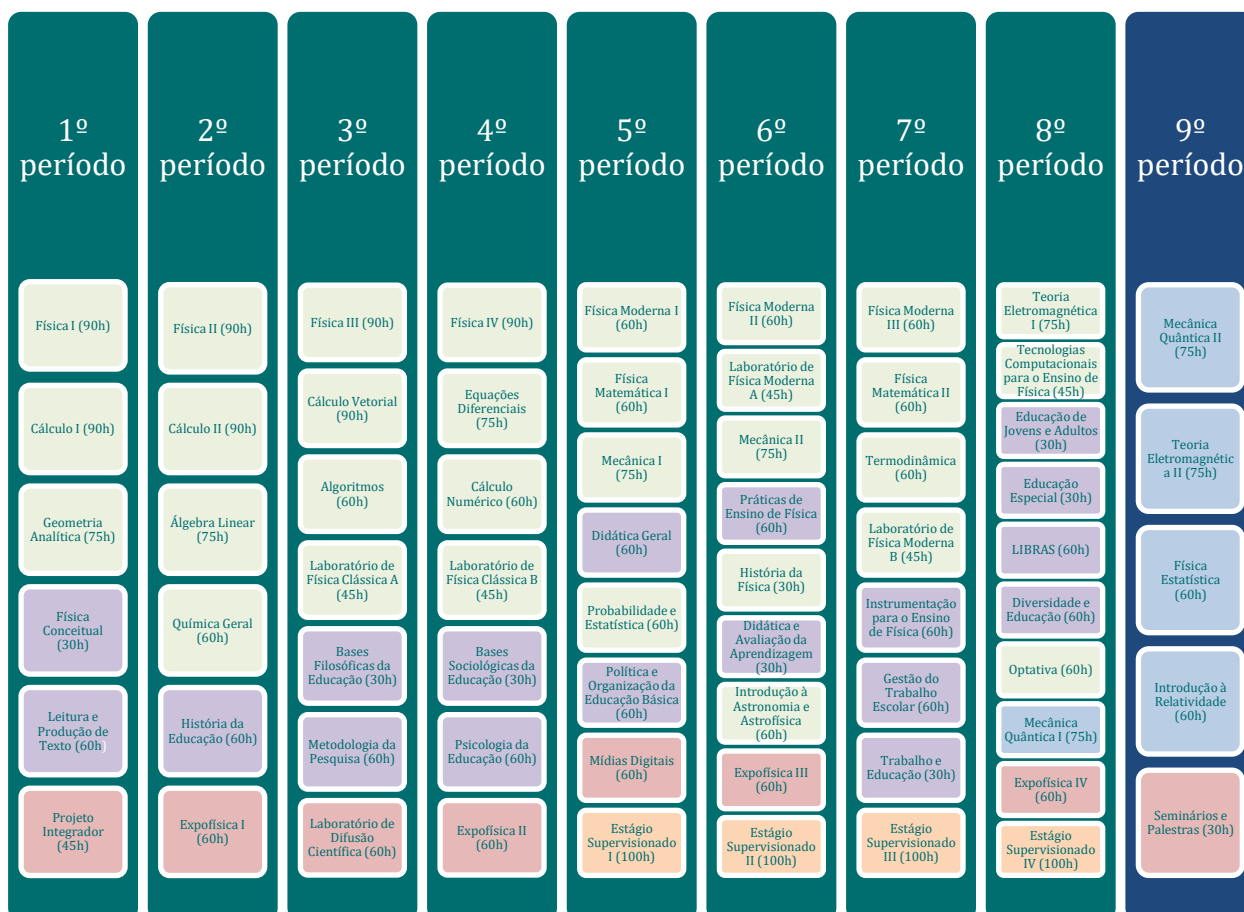 1º
período
Física I (90h)
Cálculo I (90h)
Geometria
Analítica (75h)
Física
Conceitual
(30h)
Leitura e
Produção de
Texto (60h)
Projeto
Integrador
(45h)
2º
período
Física II (90h)
Cálculo II (90h)
Álgebra Linear
(75h)
Química Geral
(60h)
História da
Educação (60h)
Expofísica I
(60h)
3º
período
Física III (90h)
Cálculo Vetorial
(90h)
Algoritmos
(60h)
Laboratório de
Física Clássica A
(45h)
Bases
Filosóficas da
Educação (30h)
Metodologia da
Pesquisa (60h)
Laboratório de
Difusão
Científica (60h)
4º
período
Física IV (90h)
Equações
Diferenciais
(75h)
Cálculo
Numérico (60h)
Laboratório de
Física Clássica B
(45h)
Bases
Sociológicas da
Educação (30h)
Psicologia da
Educação (60h)
Expofísica II
(60h)
5º
período
Física Moderna I
(60h)
Física
Matemática I
(60h)
Mecânica I
(75h)
Didática Geral
(60h)
Probabilidade e
Estatística (60h)
Política e
Organização da
Educação Básica
(60h)
Mídias Digitais
(60h)
Estágio
Supervisionado
I (100h)
6º
período
Física Moderna
II (60h)
Laboratório de
Física Moderna
A (45h)
Mecânica II
(75h)
Práticas de
Ensino de Física
(60h)
História da
Física (30h)
Didática e
Avaliação da
Aprendizagem
(30h)
Introdução à
Astronomia e
Astrofísica
(60h)
Expofísica III
(60h)
Estágio
Supervisionado
II (100h)
7º
período
Física Moderna
III (60h)
Física
Matemática II
(60h)
Termodinâmica
(60h)
Laboratório de
Física Moderna
B (45h)
Instrumentação
para o Ensino
de Física (60h)
Gestão do
Trabalho
Escolar (60h)
Trabalho e
Educação (30h)
Estágio
Supervisionado
III (100h)
8º
período
Teoria
Eletromagnética
I (75h)
Tecnologias
Computacionais
para o Ensino de
Física (45h)
Educação de
Jovens e Adultos
(30h)
Educação
Especial (30h)
LIBRAS (60h)
Diversidade e
Educação (60h)
Optativa (60h)
Mecânica
Quântica I (75h)
Expofísica IV
(60h)
Estágio
Supervisionado
IV (100h)
9º
período
Mecânica
Quântica II
(75h)
Teoria
Eletromagnétic
a II (75h)
Física
Estatística
(60h)
Introdução à
Relatividade
(60h)
Seminários e
Palestras (30h)